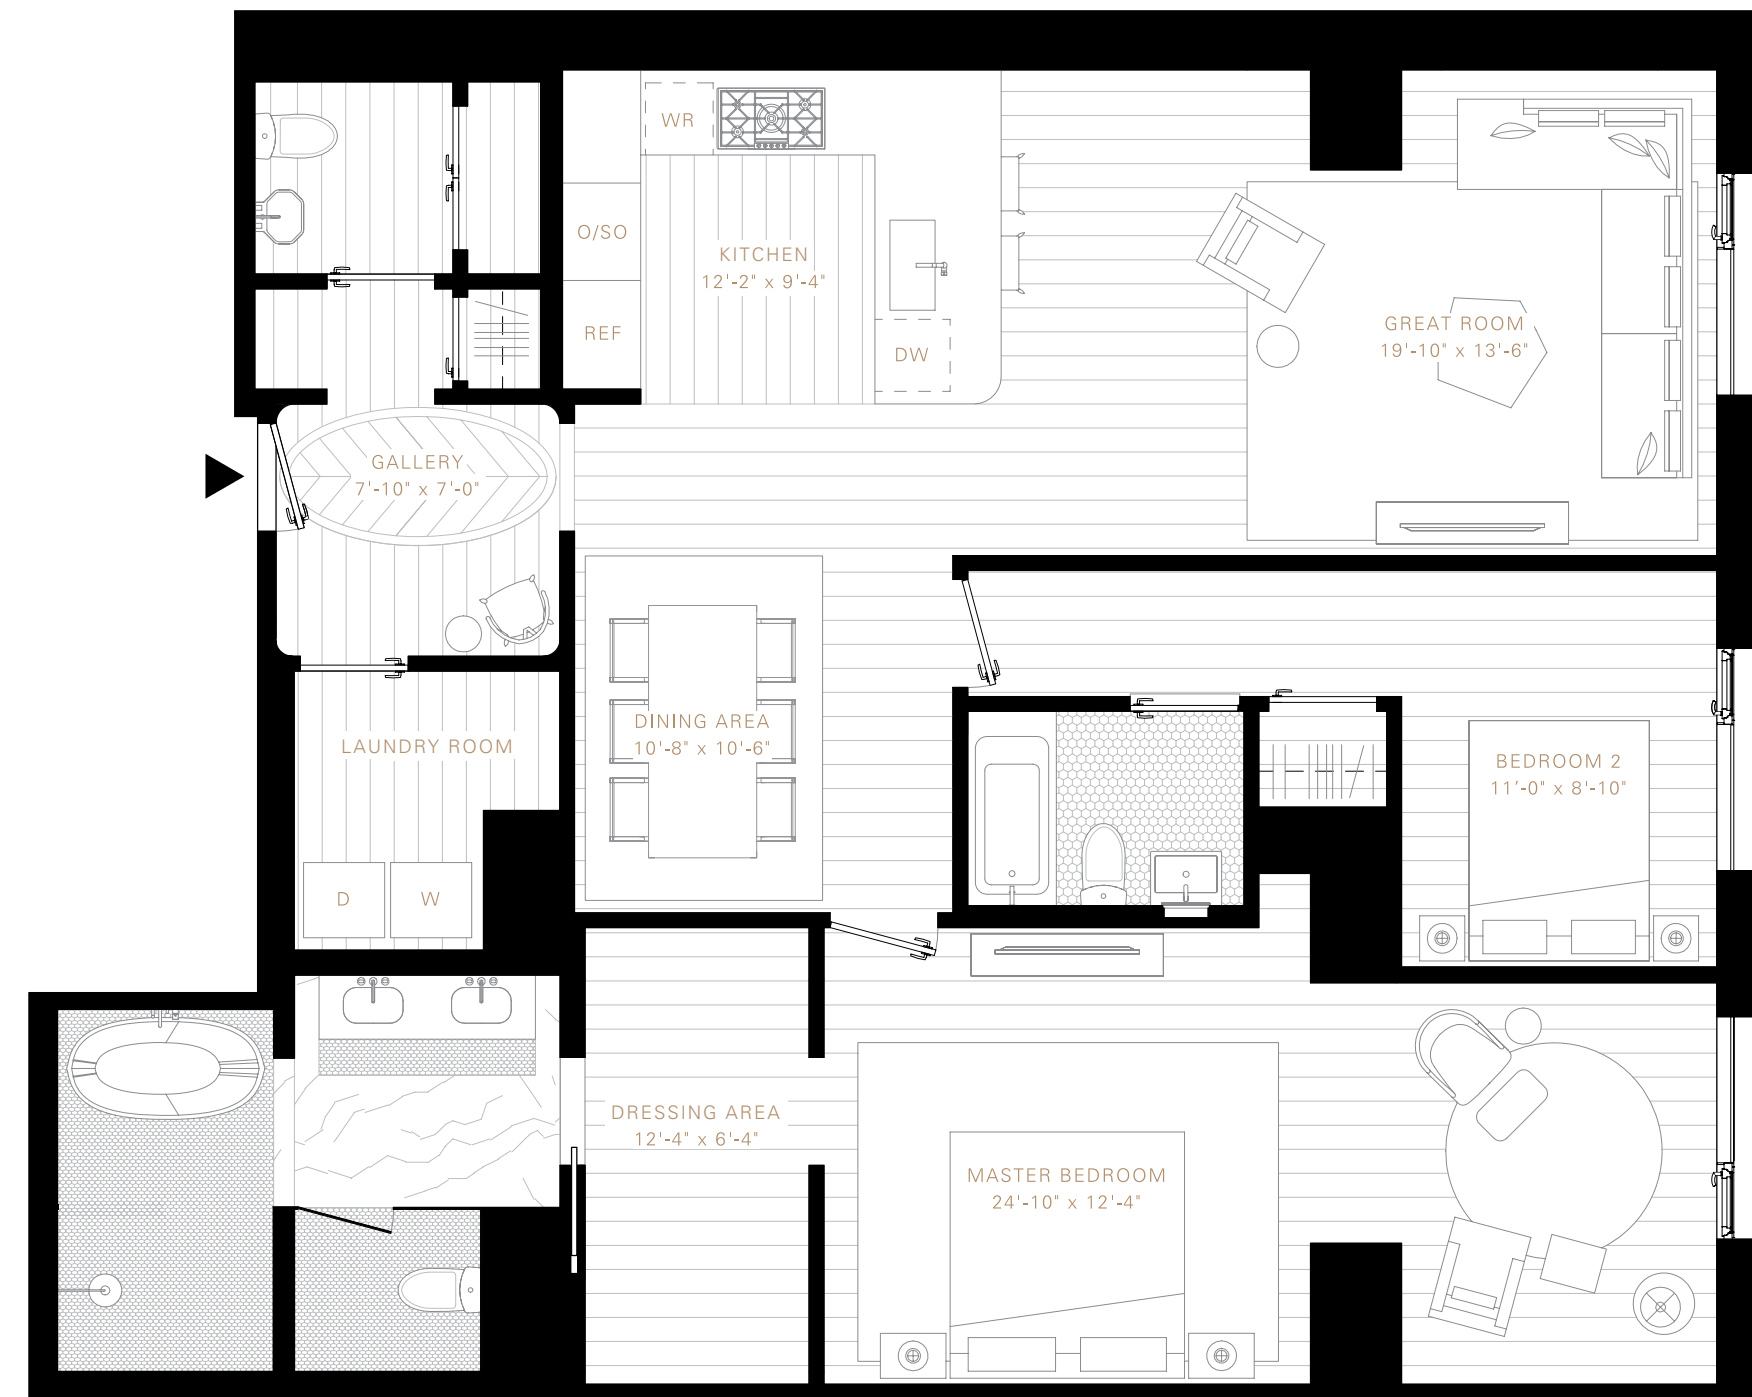 WR
O/SO
KITCHEN
12'-2" x 9'-4"
REF
DW
GREAT ROOM
19'-10" x 13'-6"
GALLERY
7'-10" x 7'-0"
LAUNDRY ROOM
DINING AREA
10'-8" x 10'-6"
BEDROOM 2
11'-0" x 8'-10"
D
W
DRESSING AREA
12'-4" x 6'-4"
MASTER BEDROOM
24'-10" x 12'-4"